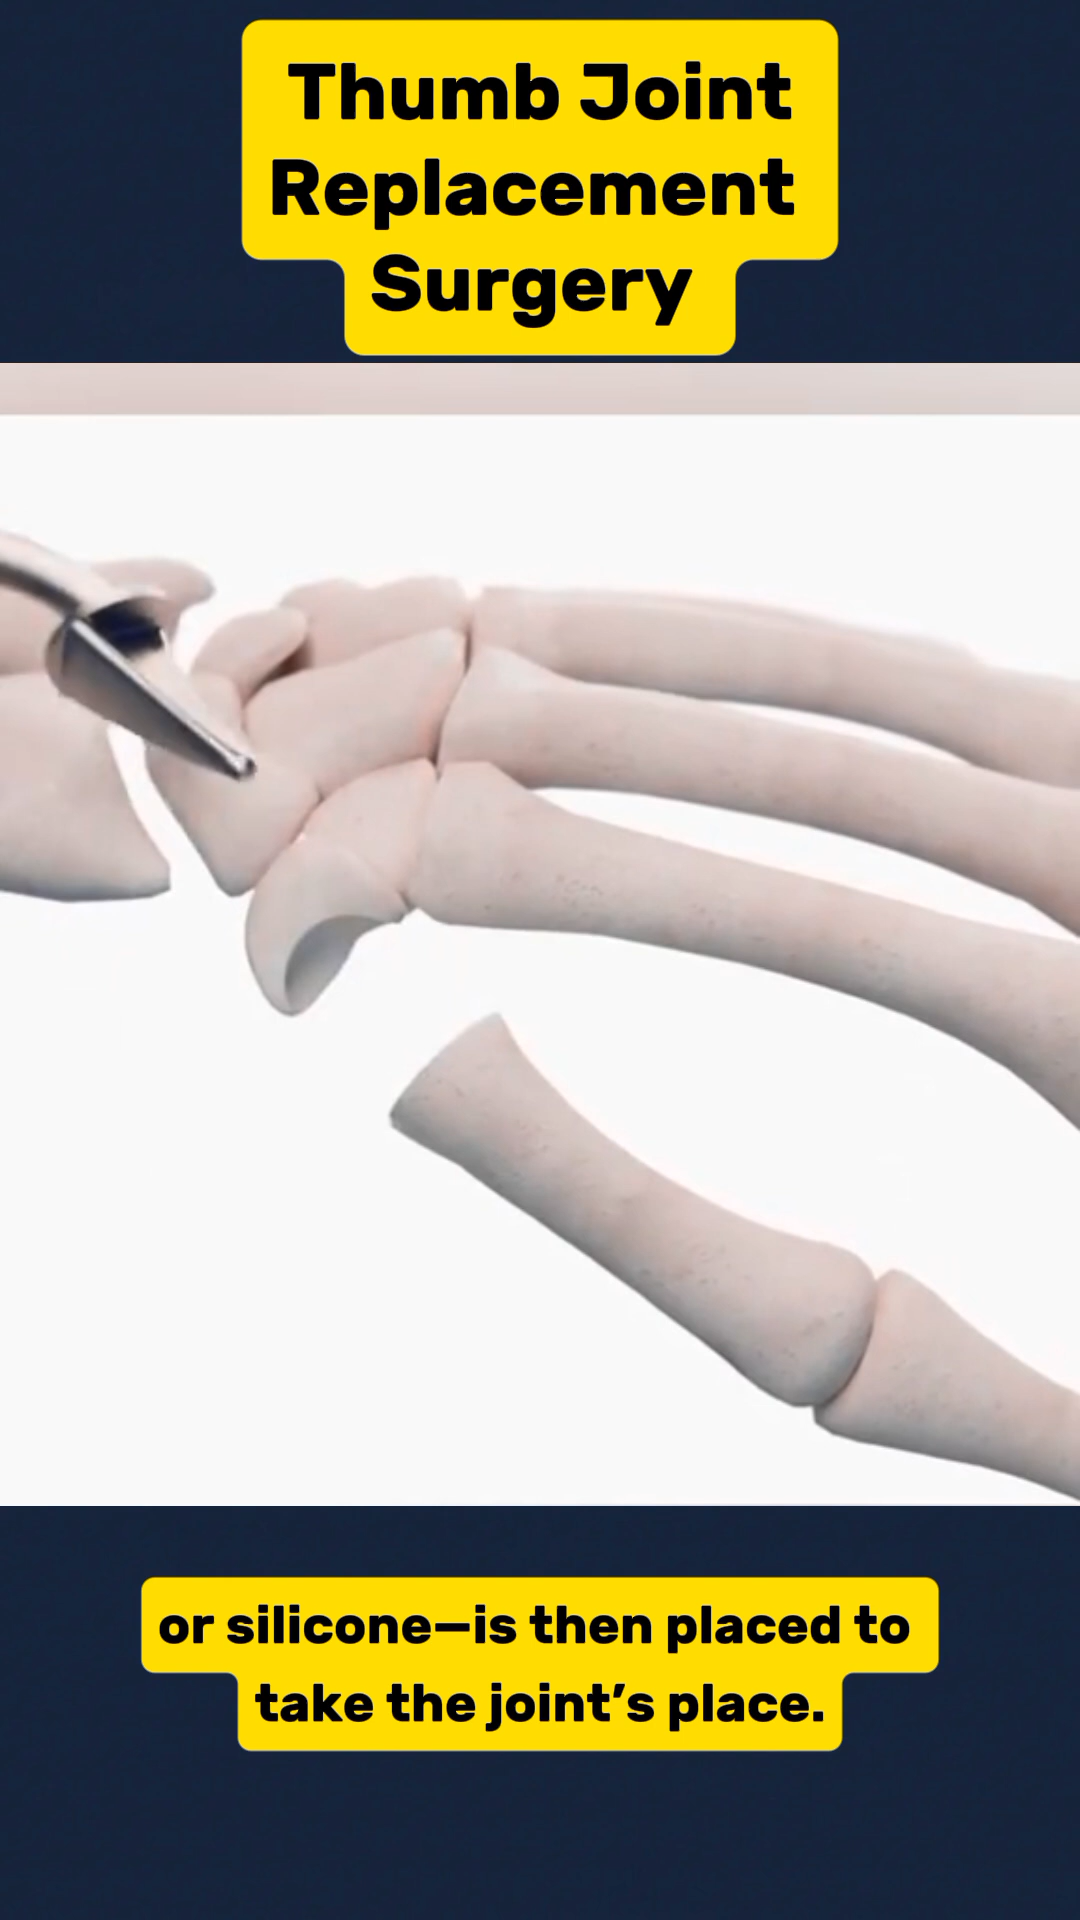 Thumb Joint
Replacement
Surgery
or silicone—is then placed to
take the joint’s place.